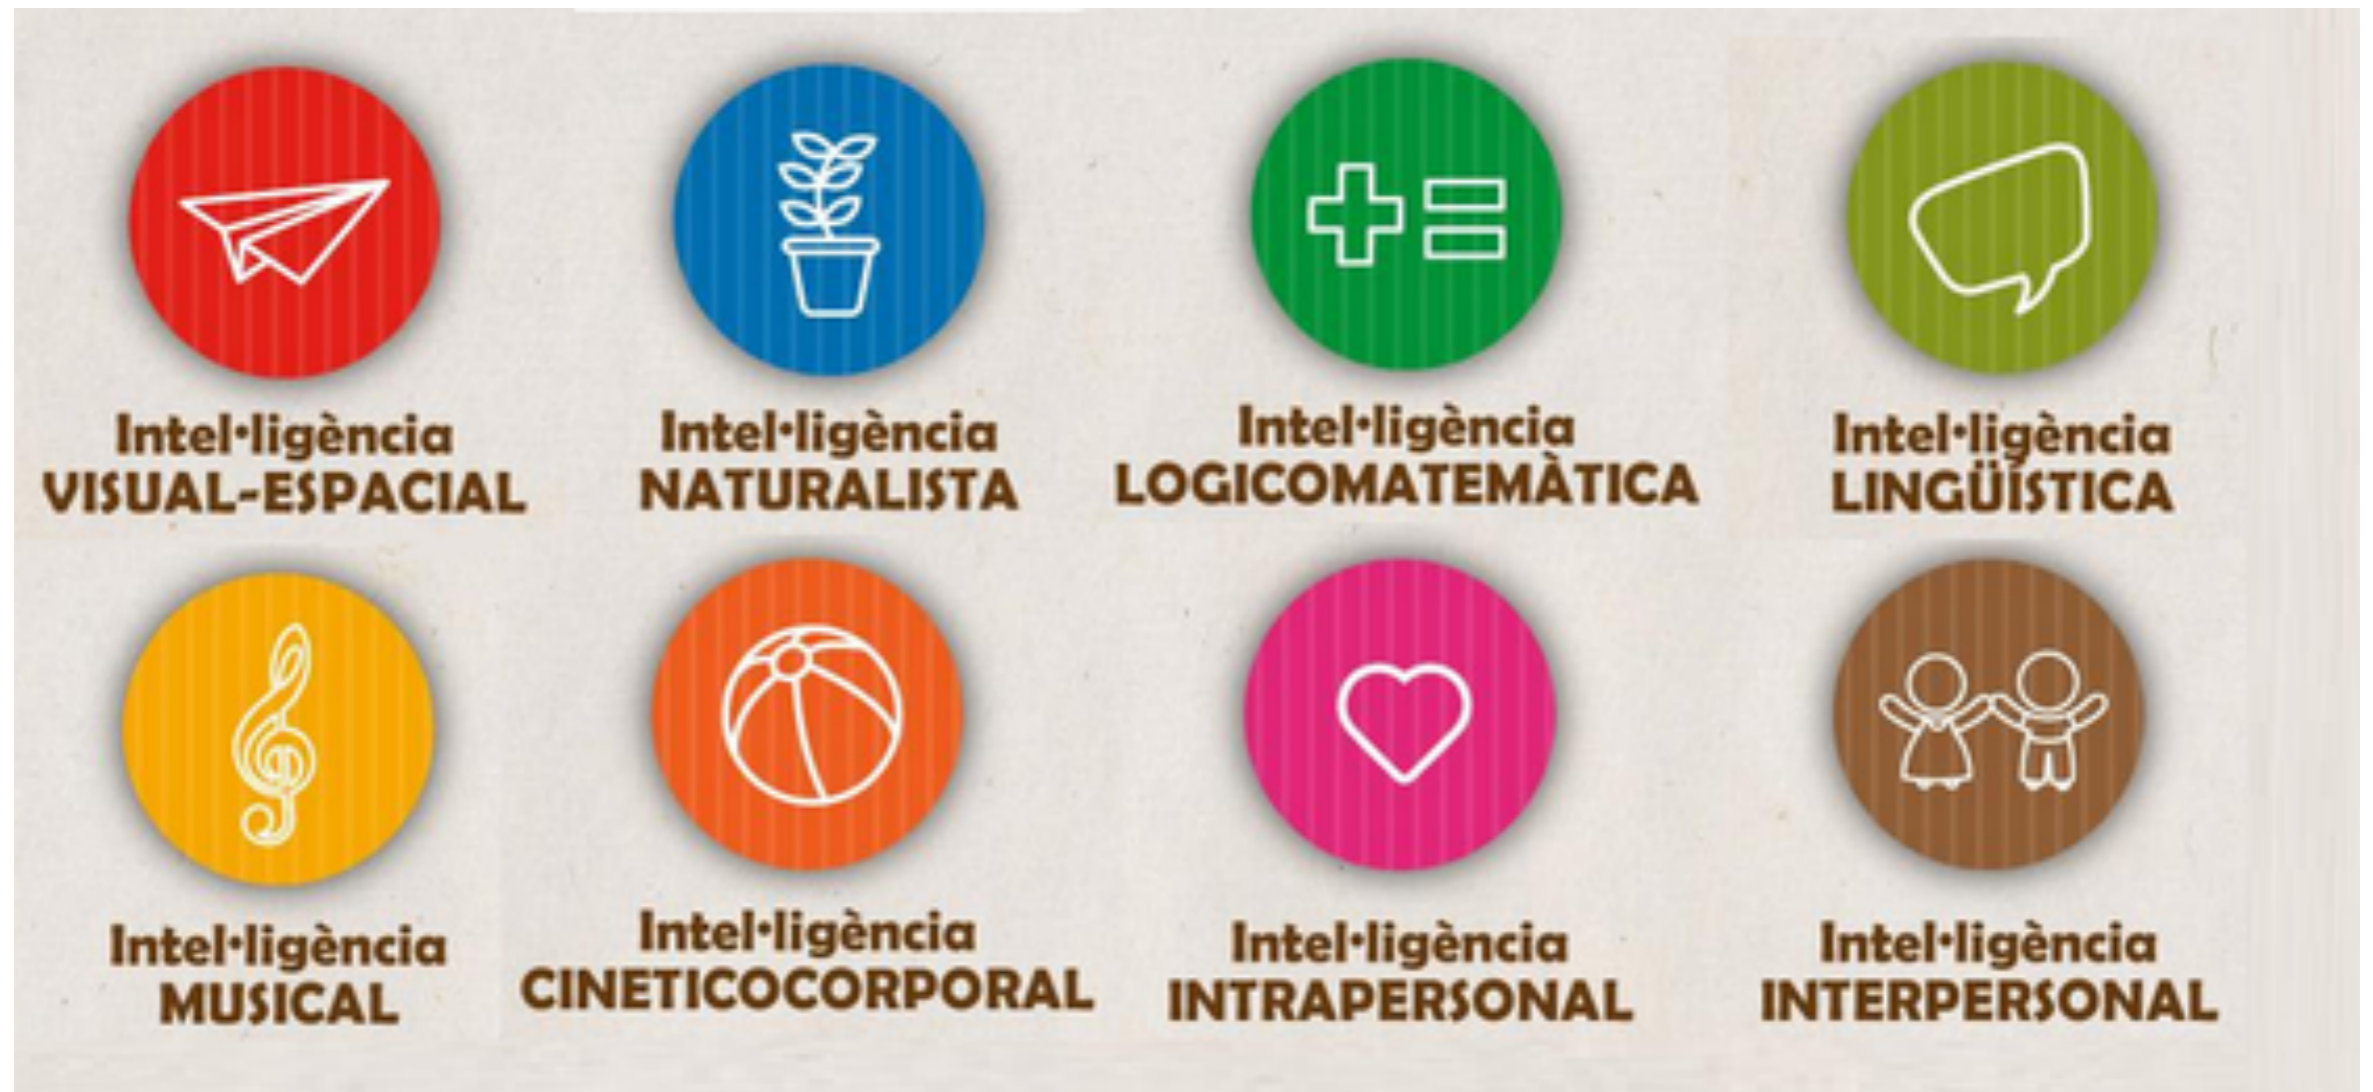 Intel·ligència
VISUAL-ESPACIAL
Intel·ligència
NATURALISTA
Intel·ligència
LOGICOMATEMÀTICA
Intel·ligència
LINGÜÍSTICA
Intel·ligència
MUSICAL
Intel·ligència
CINETICOCORPORAL
Intel·ligència
INTRAPERSONAL
Intel·ligència
INTERPERSONAL